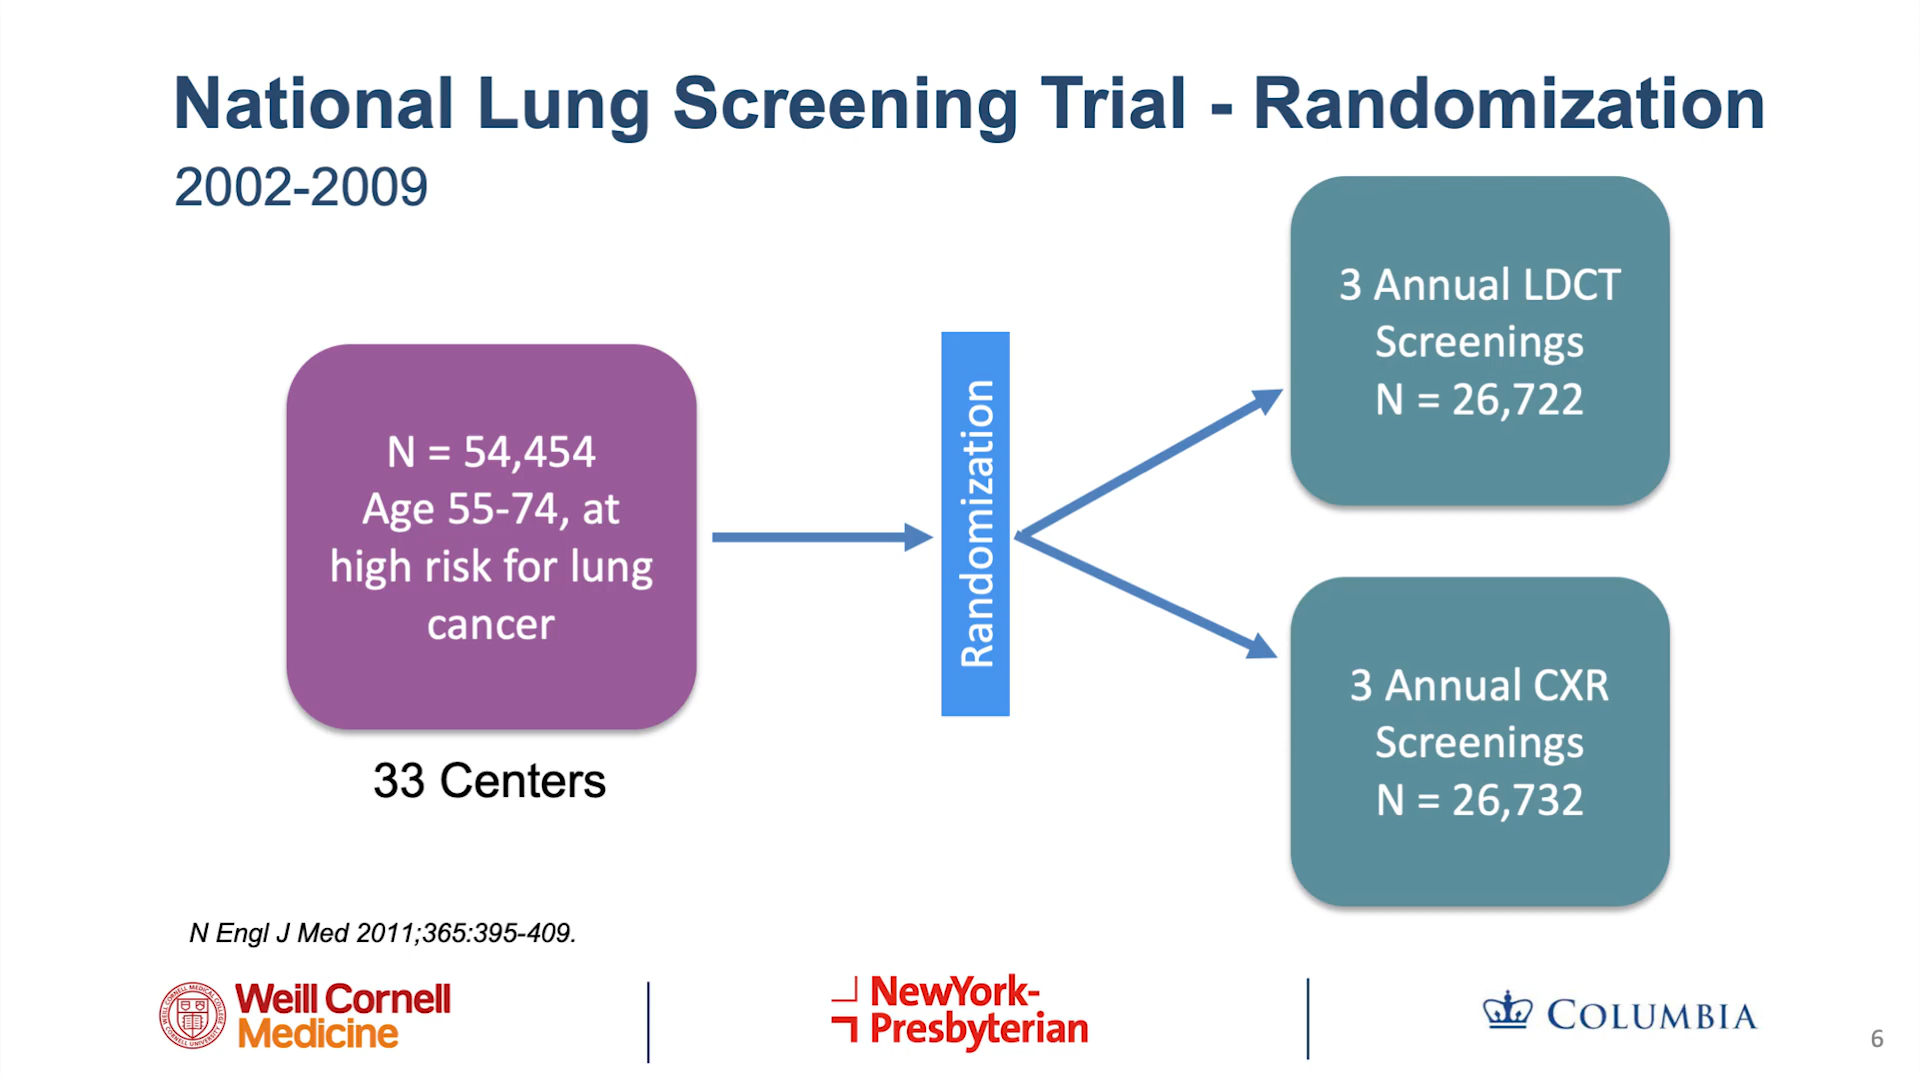 National Lung Screening Trial - Randomization
2002-2009
N = 54,454
Age 55-74, at
high risk for lung
cancer
33 Centers
Randomization
3 Annual LDCT
Screenings
N = 26,722
3 Annual CXR
Screenings
N = 26,732
N Engl J Med 2011;365:395-409.
Weill Cornell
Medicine
NewYork-
Presbyterian
COLUMBIA
6